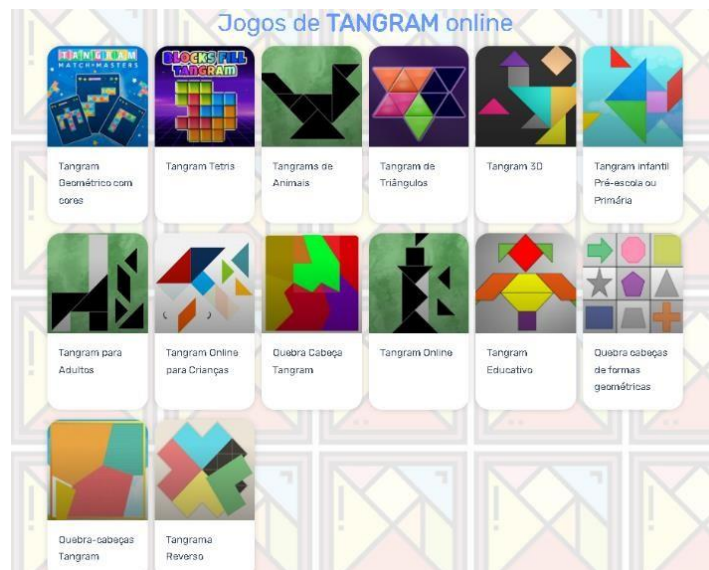 Jogos de TANGRAM online
TANGRAM
MATCH-MASTERS
BLOCKS FILL
TANGRAM
Tangram
Geométrico com
cores
Tangram Tetris
Tangrams de
Animais
Tangram de
Triângulos
Tangram 3D
Tangram infantil
Pré-escola ou
Primária
Tangram para
Adultos
Tangram Online
para Crianças
Quebra Cabeça
Tangram
Tangram Online
Tangram
Educativo
Quebra cabeças
de formas
geométricas
Quebra-cabeças
Tangram
Tangrama
Reverso